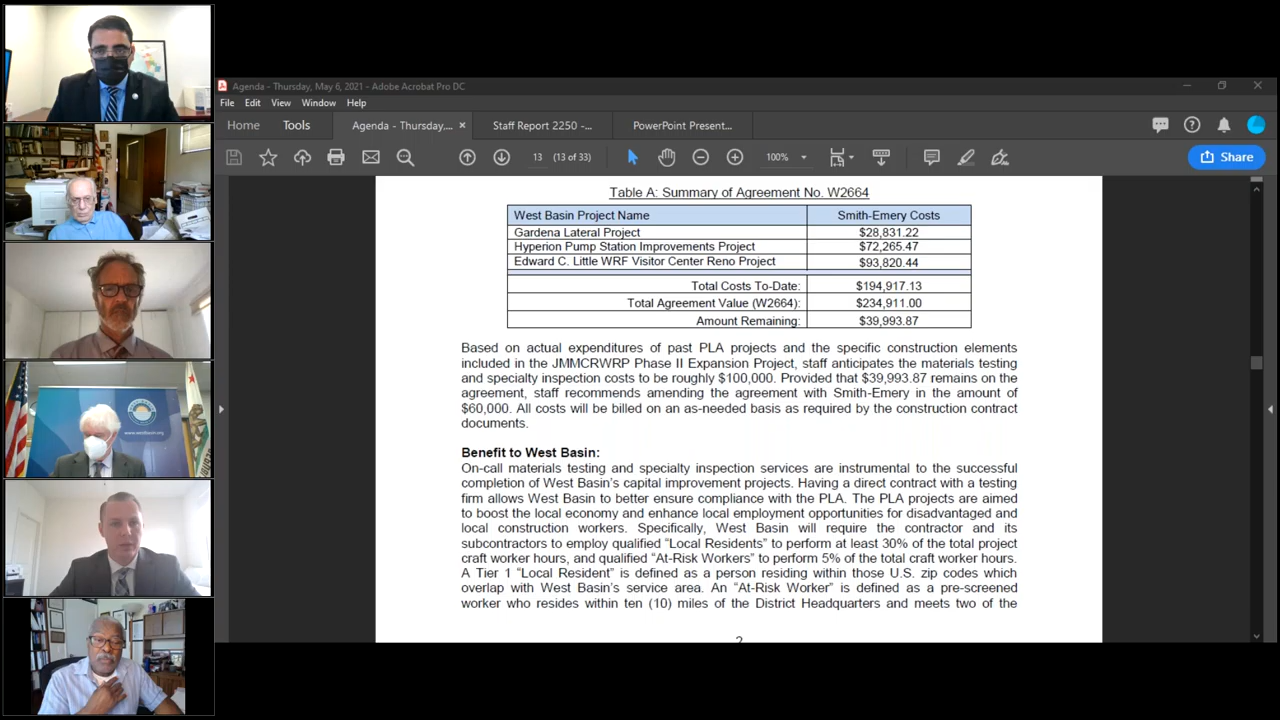 Agenda - Thursday, May 6, 2021 - Adobe Acrobat Pro DC
File Edit View Window Help
Home Tools Agenda - Thursday,... × Staff Report 2250 -... PowerPoint Present...
13 (13 of 33) 100% Share
Table A: Summary of Agreement No. W2664
West Basin Project Name Smith-Emery Costs
Gardena Lateral Project $28,831.22
Hyperion Pump Station Improvements Project $72,265.47
Edward C. Little WRF Visitor Center Reno Project $93,820.44
Total Costs To-Date: $194,917.13
Total Agreement Value (W2664): $234,911.00
Amount Remaining: $39,993.87
Based on actual expenditures of past PLA projects and the specific construction elements
included in the JMMCRWRP Phase II Expansion Project, staff anticipates the materials testing
and specialty inspection costs to be roughly $100,000. Provided that $39,993.87 remains on the
agreement, staff recommends amending the agreement with Smith-Emery in the amount of
$60,000. All costs will be billed on an as-needed basis as required by the construction contract
documents.
Benefit to West Basin:
On-call materials testing and specialty inspection services are instrumental to the successful
completion of West Basin's capital improvement projects. Having a direct contract with a testing
firm allows West Basin to better ensure compliance with the PLA. The PLA projects are aimed
to boost the local economy and enhance local employment opportunities for disadvantaged and
local construction workers. Specifically, West Basin will require the contractor and its
subcontractors to employ qualified "Local Residents" to perform at least 30% of the total project
craft worker hours, and qualified "At-Risk Workers" to perform 5% of the total craft worker hours.
A Tier 1 "Local Resident" is defined as a person residing within those U.S. zip codes which
overlap with West Basin's service area. An "At-Risk Worker" is defined as a pre-screened
worker who resides within ten (10) miles of the District Headquarters and meets two of the
2
www.westbasin.org